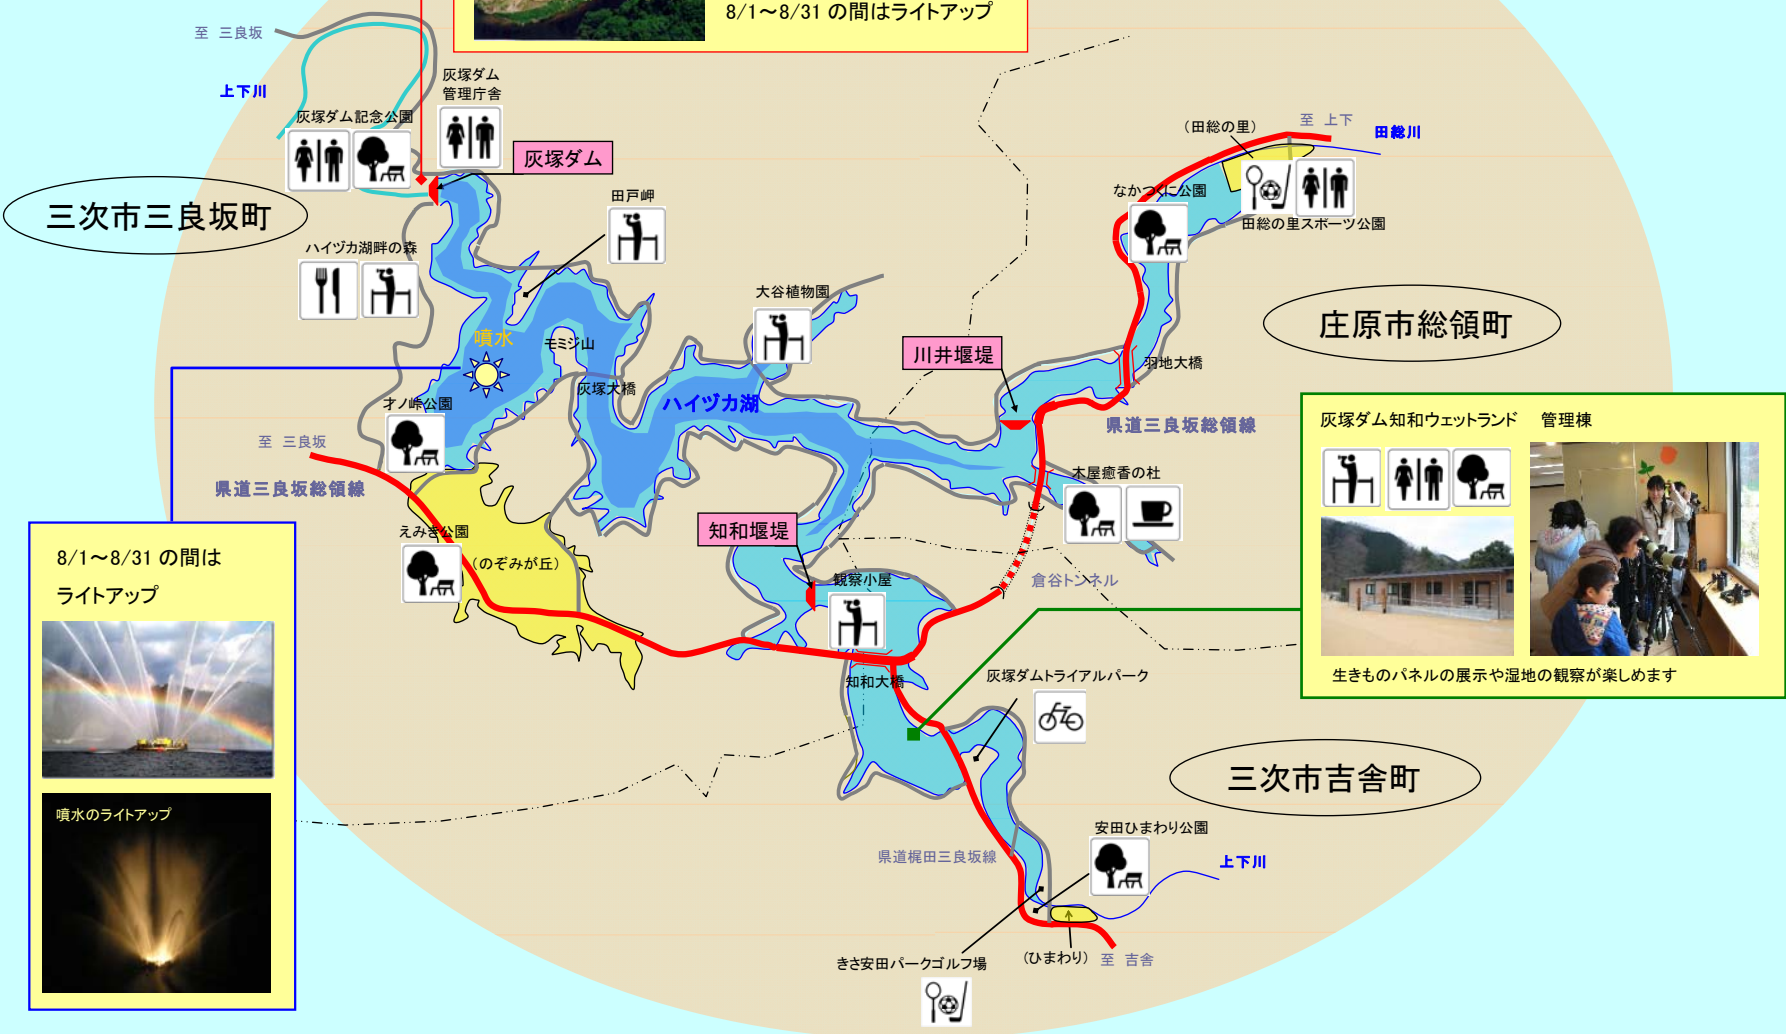 8/1～8/31 の間はライトアップ
至 三良坂
上下川
灰塚ダム
管理庁舎
灰塚ダム記念公園
灰塚ダム
三次市三良坂町
田戸岬
ハイヅカ湖畔の森
(田総の里)
至 上下
田総川
なかつくに公園
田総の里スポーツ公園
大谷植物園
庄原市総領町
噴水
モミジ山
川井堰堤
羽地大橋
灰塚大橋
ハイヅカ湖
才ノ峠公園
県道三良坂総領線
至 三良坂
県道三良坂総領線
木屋癒香の杜
灰塚ダム知和ウェットランド 管理棟
生きものパネルの展示や湿地の観察が楽しめます
知和堰堤
えみき公園
(のぞみが丘)
観察小屋
倉谷トンネル
8/1～8/31 の間は
ライトアップ
噴水のライトアップ
知和大橋
灰塚ダムトライアルパーク
三次市吉舎町
安田ひまわり公園
県道梶田三良坂線
上下川
きさ安田パークゴルフ場
(ひまわり)
至 吉舎